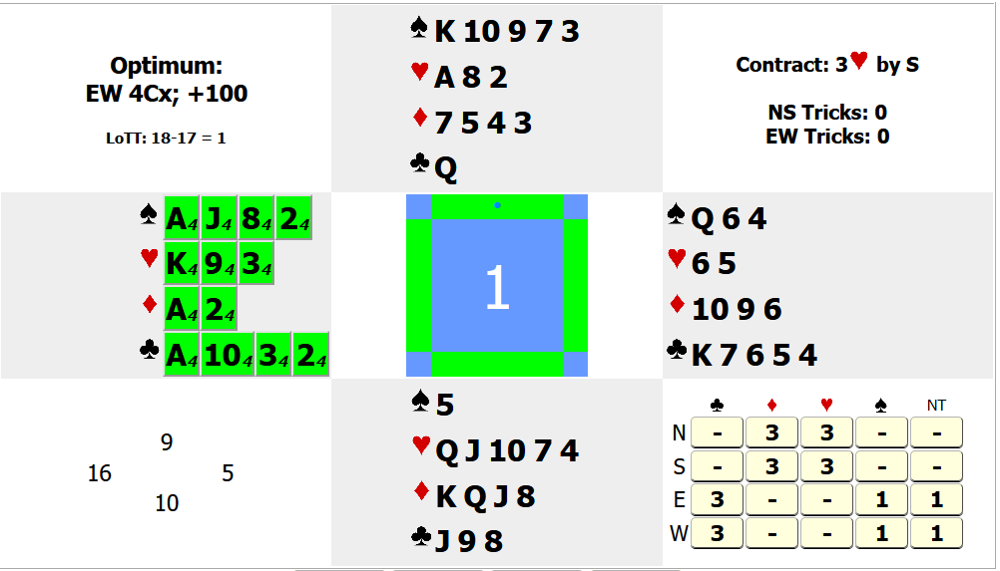 Optimum:
EW 4Cx; +100
LoTT: 18-17 = 1
♠ K 10 9 7 3
♥ A 8 2
♦ 7 5 4 3
♣ Q
Contract: 3♥ by S
NS Tricks: 0
EW Tricks: 0
♠ A4 J4 84 24
♥ K4 94 34
♦ A4 24
♣ A4 104 34 24
1
♠ Q 6 4
♥ 6 5
♦ 10 9 6
♣ K 7 6 5 4
9
16 5
10
♠ 5
♥ Q J 10 7 4
♦ K Q J 8
♣ J 9 8
♣ ♦ ♥ ♠ NT
N - 3 3 - -
S - 3 3 - -
E 3 - - 1 1
W 3 - - 1 1